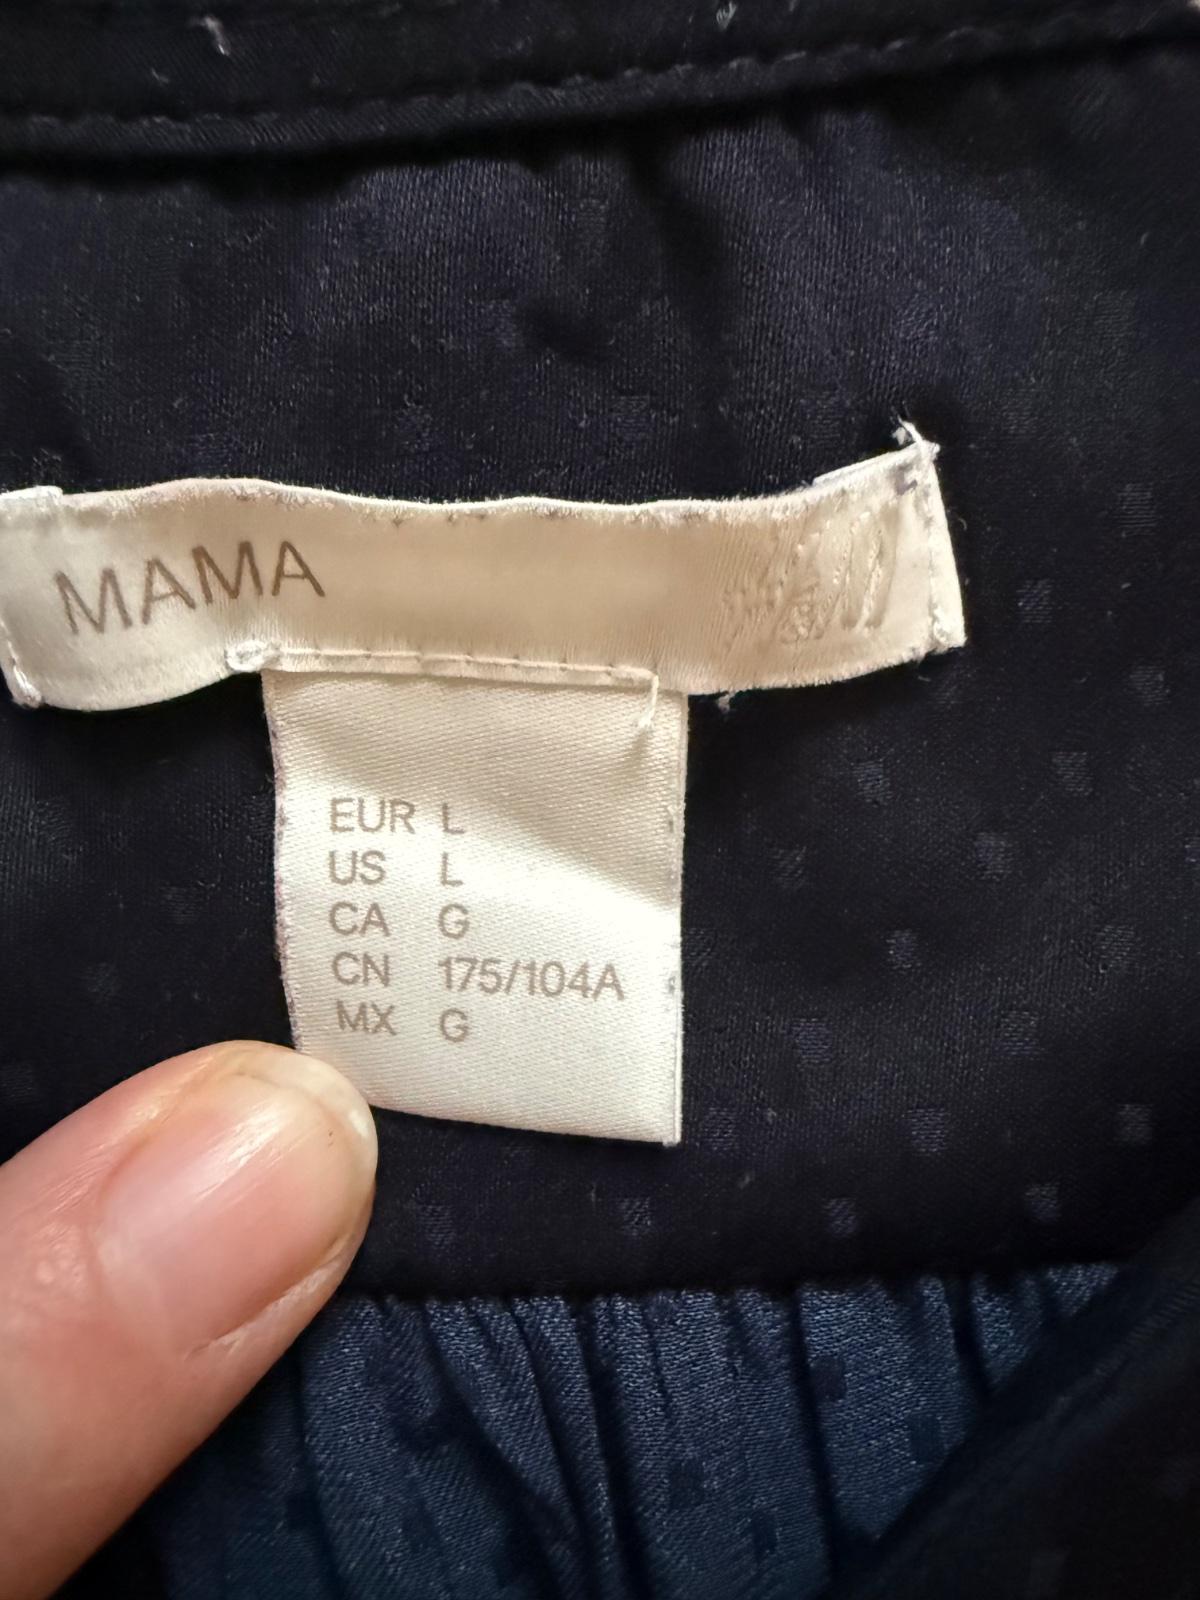 MAMA H&M
EUR L
US L
CA G
CN 175/104A
MX G